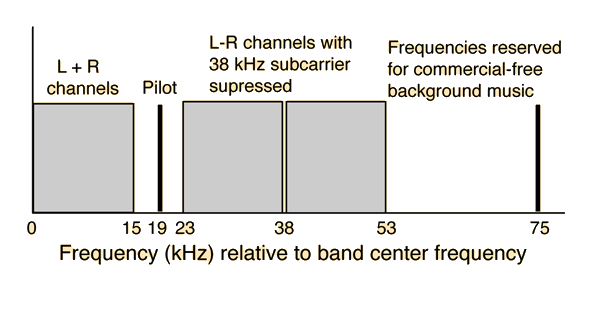 L-R channels with
38 kHz subcarrier
supressed
Frequencies reserved
for commercial-free
background music
L + R
channels
Pilot
0 15 19 23 38 53 75
Frequency (kHz) relative to band center frequency